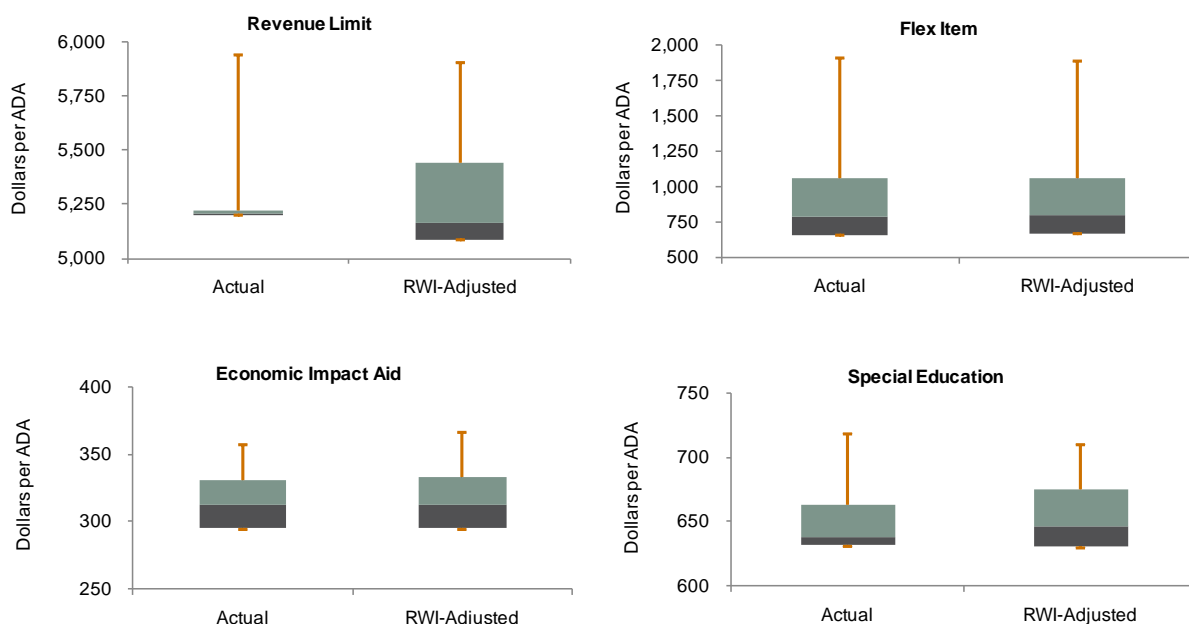 Revenue Limit
Dollars per ADA
6,000
5,750
5,500
5,250
5,000
Actual
RWI-Adjusted
Flex Item
Dollars per ADA
2,000
1,750
1,500
1,250
1,000
750
500
Actual
RWI-Adjusted
Economic Impact Aid
Dollars per ADA
400
350
300
250
Actual
RWI-Adjusted
Special Education
Dollars per ADA
750
700
650
600
Actual
RWI-Adjusted